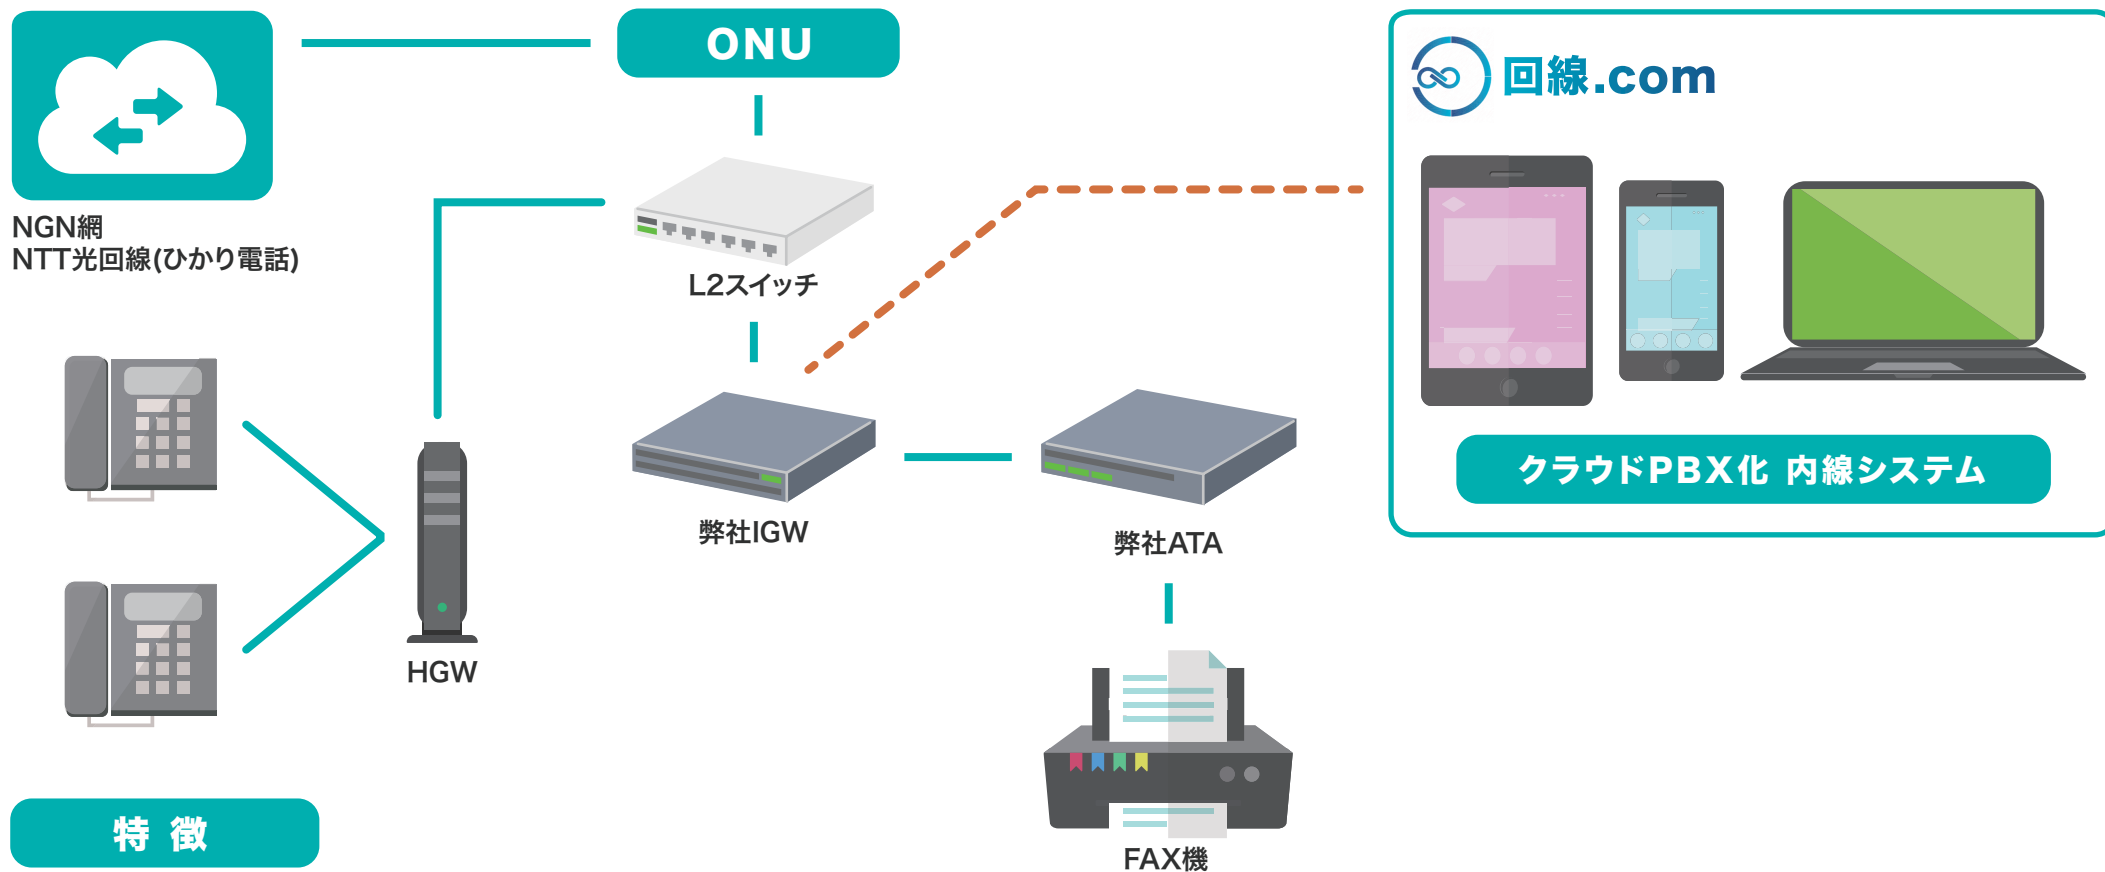 ONU
回線.com
NGN網
NTT光回線(ひかり電話)
L2スイッチ
クラウドPBX化 内線システム
弊社IGW
弊社ATA
HGW
特 徴
FAX機